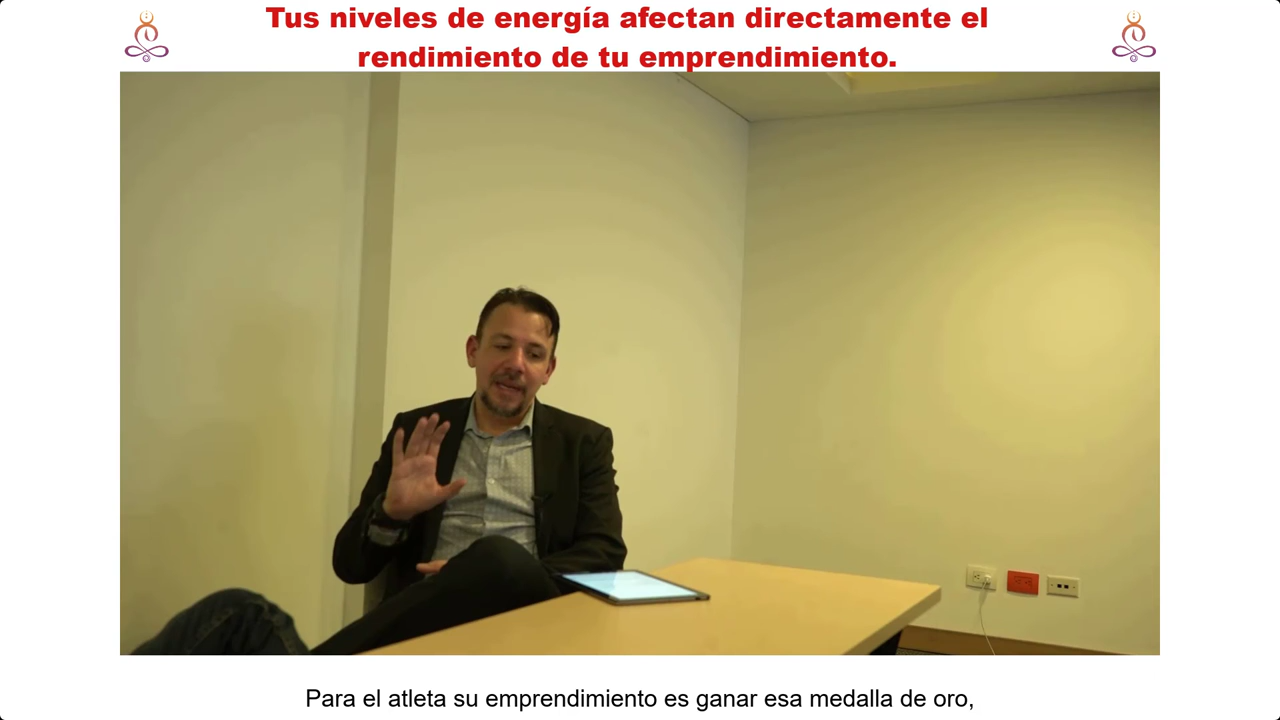 Tus niveles de energía afectan directamente el
rendimiento de tu emprendimiento.
Para el atleta su emprendimiento es ganar esa medalla de oro,